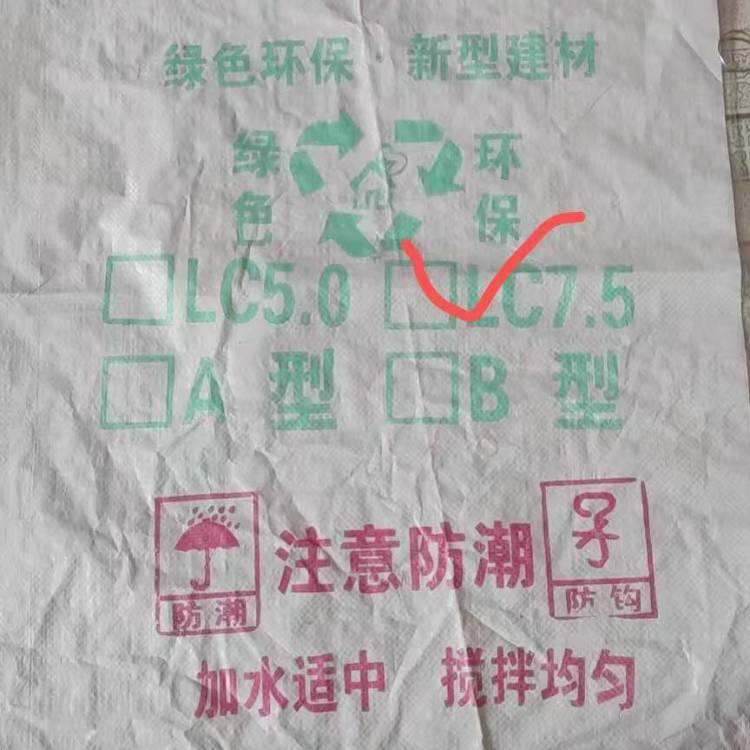 绿色环保 新型建材
绿 环
色 保
LC5.0 LC7.5
A 型 B 型
注意防潮
防潮 防钩
加水适中 搅拌均匀